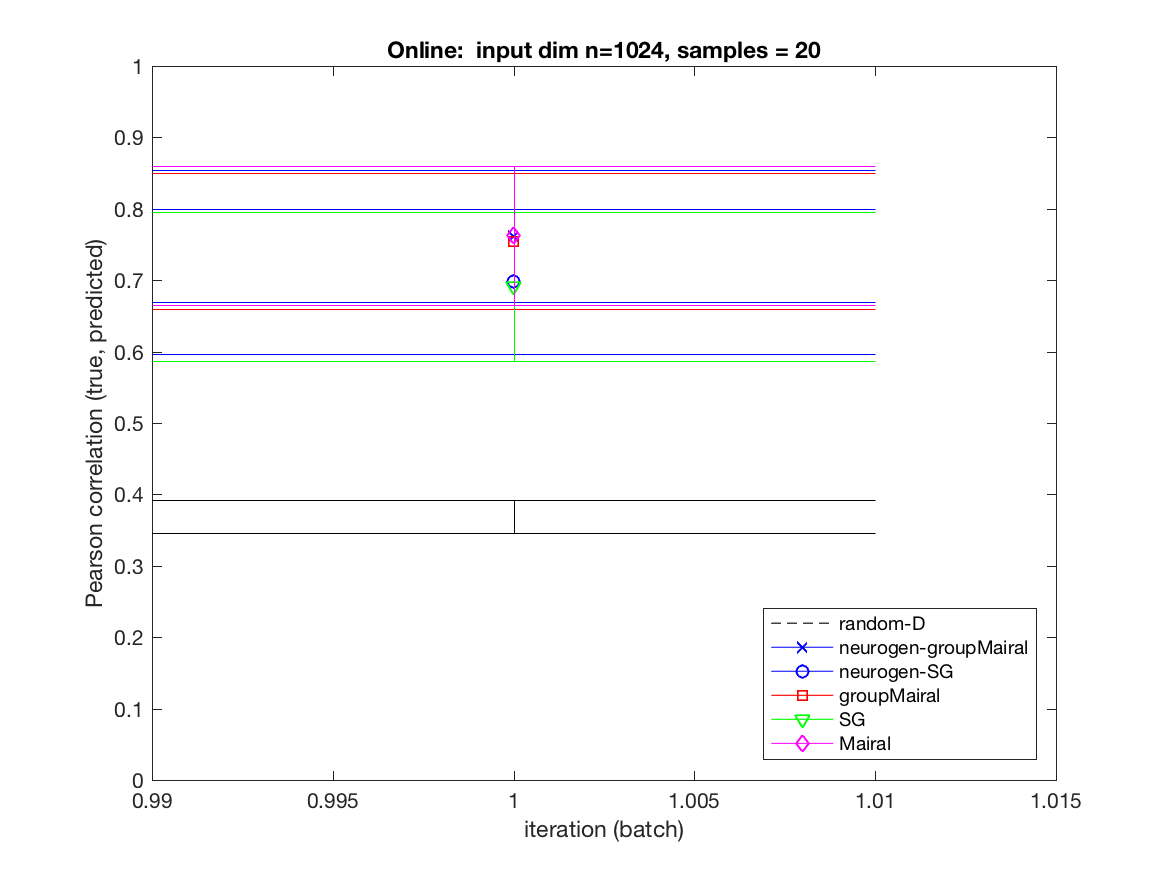 Online:  input dim n=1024, samples = 20
1
0.9
0.8
0.7
0.6
0.5
0.4
0.3
0.2
0.1
0
Pearson correlation (true, predicted)
random-D
neurogen-groupMairal
neurogen-SG
groupMairal
SG
Mairal
0.99 0.995 1 1.005 1.01 1.015
iteration (batch)